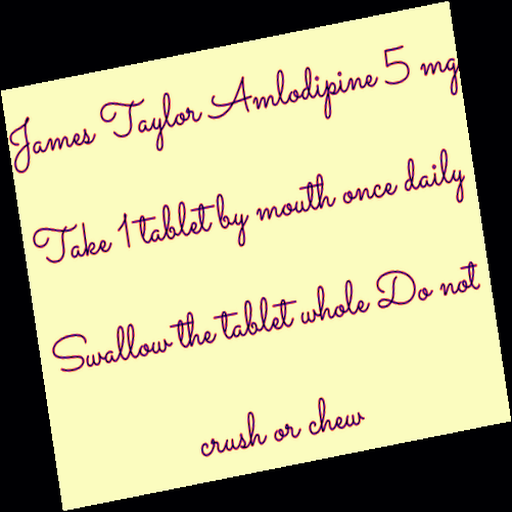 James Taylor Amlodipine 5 mg
Take 1 tablet by mouth once daily
Swallow the tablet whole Do not
crush or chew